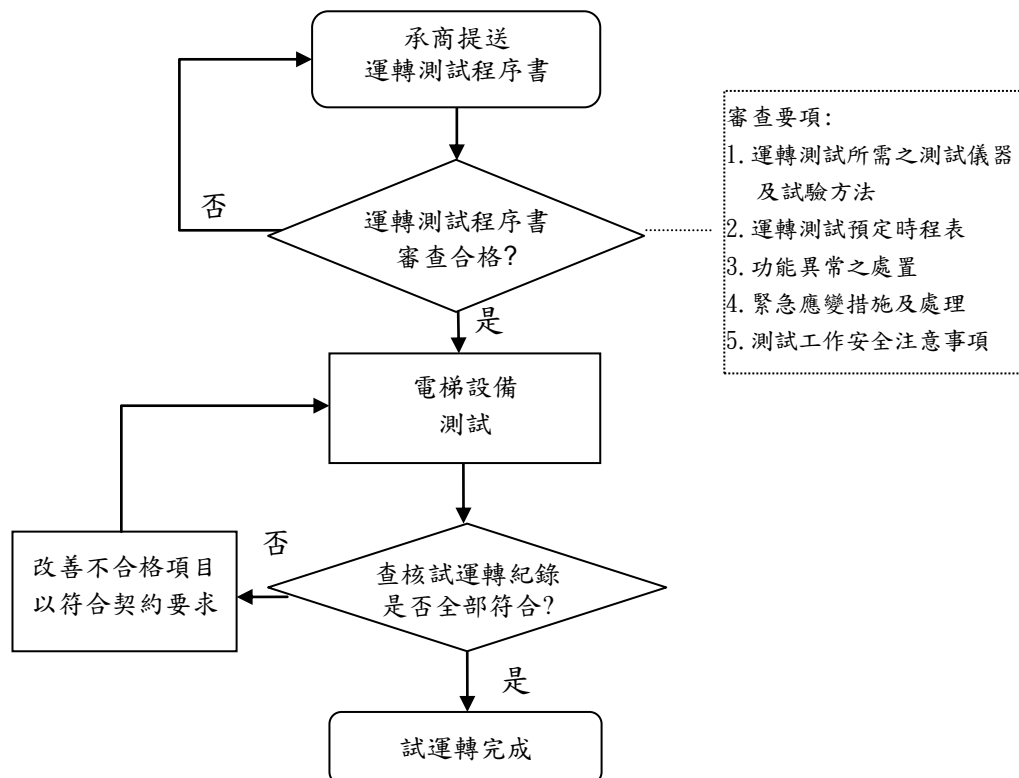 承商提送
運轉測試程序書
審查要項:
1.運轉測試所需之測試儀器
及試驗方法
2.運轉測試預定時程表
3.功能異常之處置
4.緊急應變措施及處理
5.測試工作安全注意事項
否
運轉測試程序書
審查合格?
是
電梯設備
測試
否
改善不合格項目
以符合契約要求
查核試運轉紀錄
是否全部符合?
是
試運轉完成